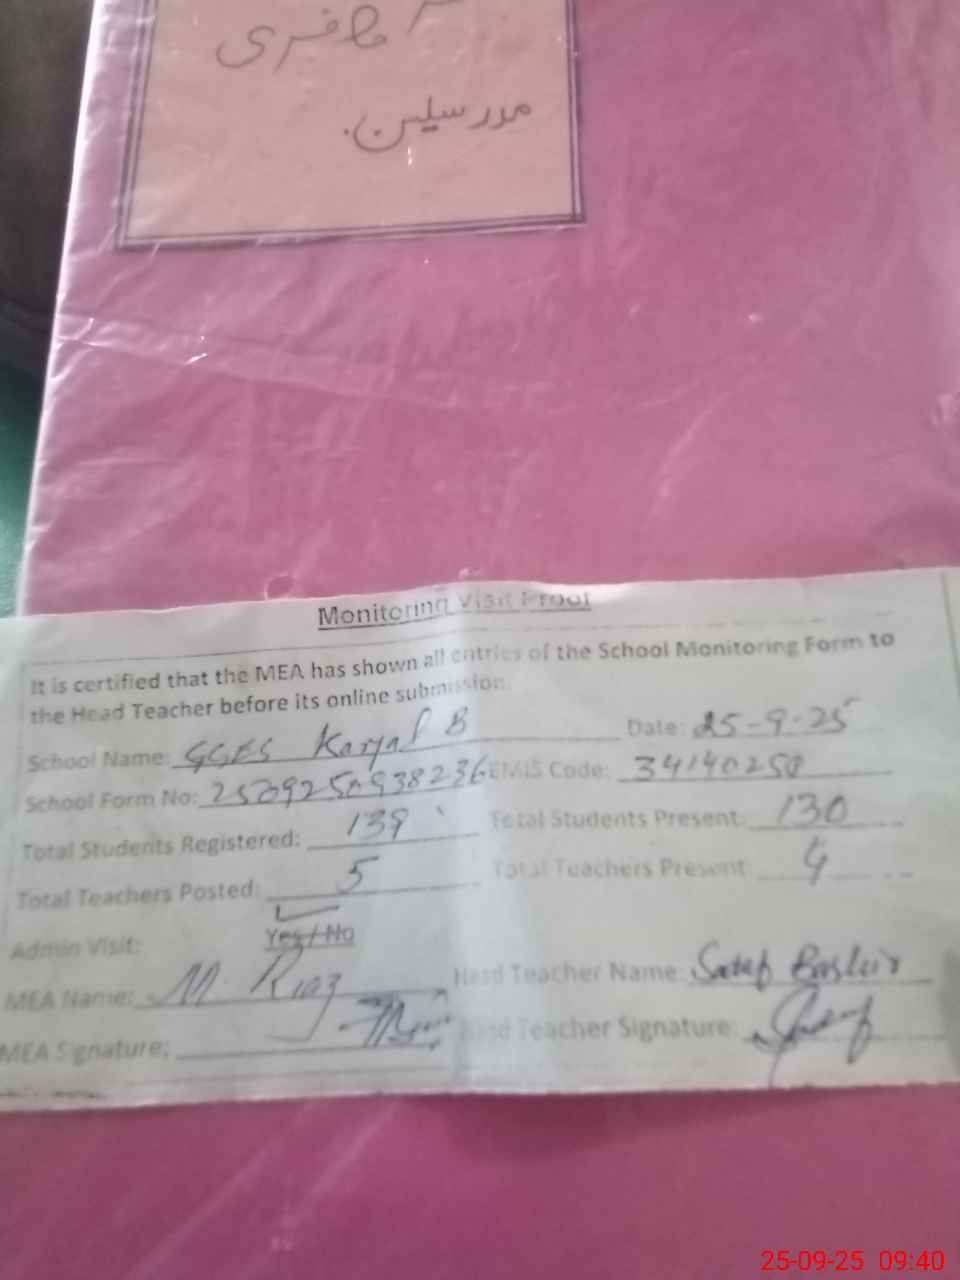 حاضری
مدرسین
Monitoring Visit Proof
It is certified that the MEA has shown all entries of the School Monitoring Form to
the Head Teacher before its online submission.
School Name: GGES Karyal B Date: 25-9-25
School Form No: 250925093823 6 EMIS Code: 34140250
Total Students Registered: 139 Total Students Present: 130
Total Teachers Posted: 5 Total Teachers Present: 4
Admin Visit: Yes / No
MEA Name: M. Riaz Head Teacher Name: Bashir
MEA Signature: Head Teacher Signature:
25-09-25 09:40